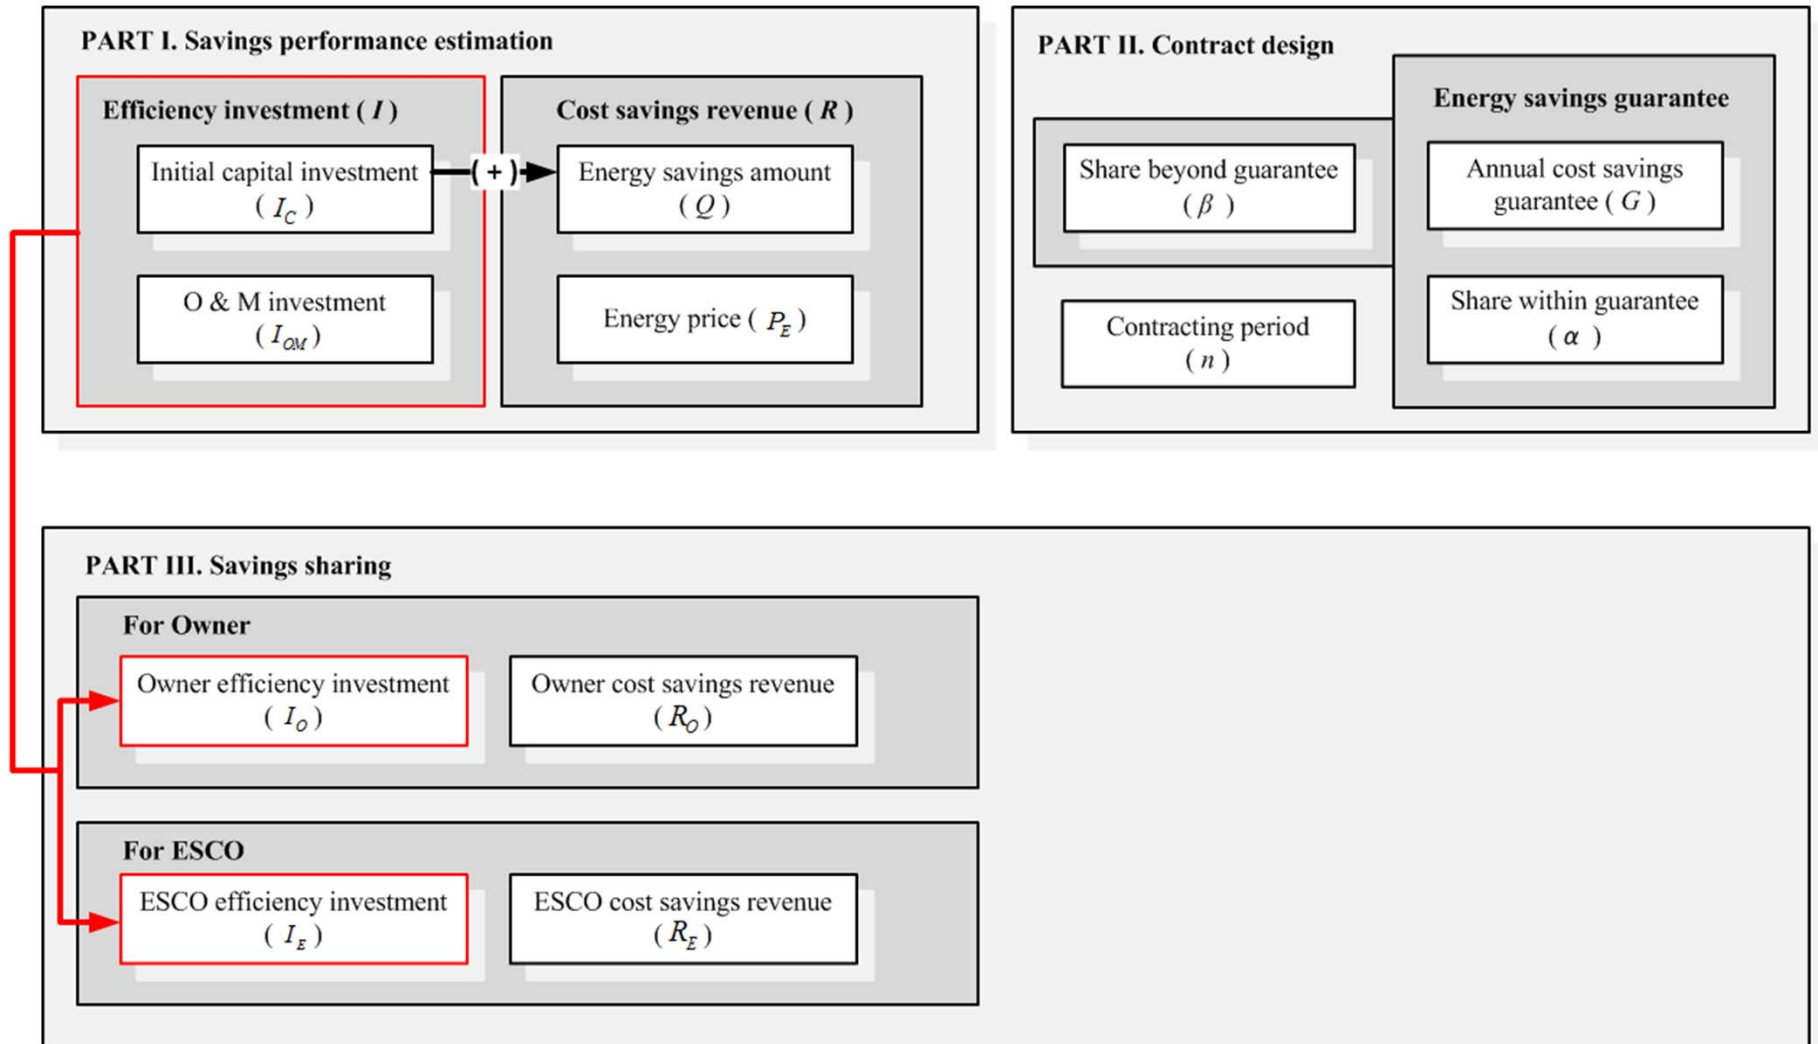 PART I. Savings performance estimation
Efficiency investment ( I )
Initial capital investment
( I_C )
O & M investment
( I_OM )
( + )
Cost savings revenue ( R )
Energy savings amount
( Q )
Energy price ( P_E )
PART II. Contract design
Share beyond guarantee
( β )
Contracting period
( n )
Energy savings guarantee
Annual cost savings
guarantee ( G )
Share within guarantee
( α )
PART III. Savings sharing
For Owner
Owner efficiency investment
( I_O )
Owner cost savings revenue
( R_O )
For ESCO
ESCO efficiency investment
( I_E )
ESCO cost savings revenue
( R_E )